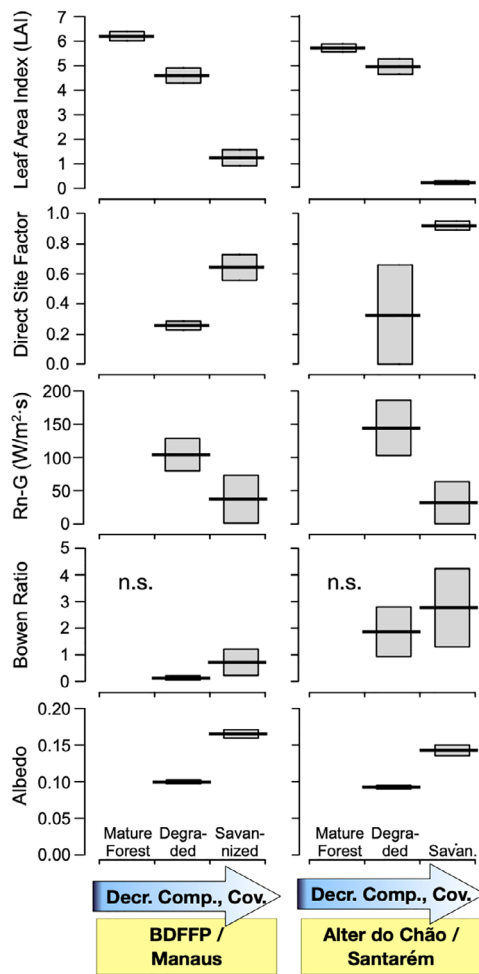 Leaf Area Index (LAI)
7
6
5
4
3
2
1
0
Direct Site Factor
1.0
0.8
0.6
0.4
0.2
0.0
Rn-G (W/m²·s)
200
150
100
50
0
Bowen Ratio
5
4
3
2
1
0
n.s.
n.s.
Albedo
0.20
0.15
0.10
0.05
0.00
Mature
Forest
Degra-
ded
Savan-
nized
Mature
Forest
Degra-
ded
Savan.
Decr. Comp., Cov.
Decr. Comp., Cov.
BDFFP /
Manaus
Alter do Chão /
Santarém